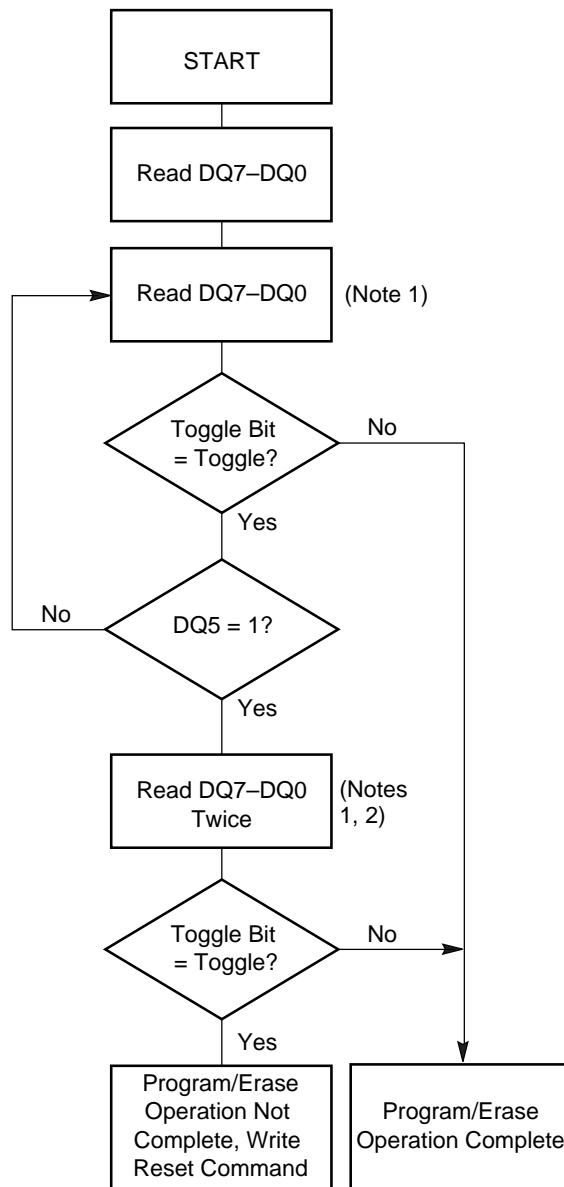 START
Read DQ7–DQ0
Read DQ7–DQ0
(Note 1)
Toggle Bit
= Toggle?
No
Yes
No
DQ5 = 1?
Yes
Read DQ7–DQ0
Twice
(Notes
1, 2)
Toggle Bit
= Toggle?
No
Yes
Program/Erase
Operation Not
Complete, Write
Reset Command
Program/Erase
Operation Complete